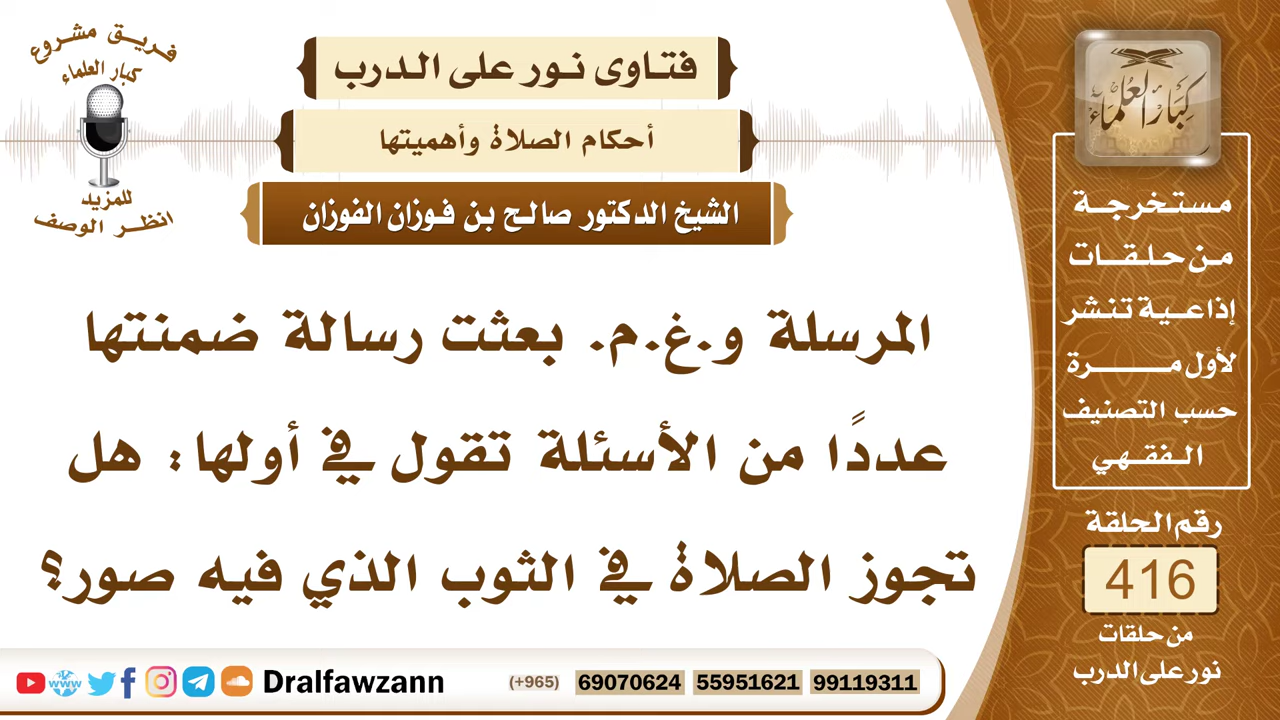 فريق مشروع
كبار العلماء
للمزيد
انظر الوصف
فتاوى نور على الدرب
أحكام الصلاة وأهميتها
الشيخ الدكتور صالح بن فوزان الفوزان
المرسلة و.غ.م. بعثت رسالة ضمنتها
عددًا من الأسئلة تقول في أولها: هل
تجوز الصلاة في الثوب الذي فيه صور؟
كبار العلماء
مستخرجة
من حلقات
إذاعية تنشر
لأول مرة
حسب التصنيف
الفقهي
رقم الحلقة
416
من حلقات
نور على الدرب
www Dralfawzann (+965) 69070624 55951621 99119311